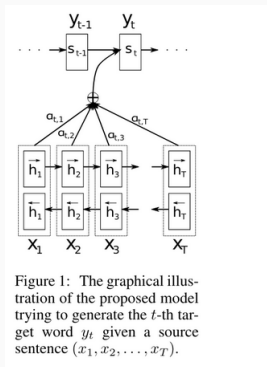 y_{t-1} y_t
... s_{t-1} s_t ...
⊕
α_{t,1} α_{t,2} α_{t,3} α_{t,T}
→h_1 →h_2 →h_3 →h_T
←h_1 ←h_2 ←h_3 ←h_T
X_1 X_2 X_3 X_T
Figure 1: The graphical illus-
tration of the proposed model
trying to generate the t-th tar-
get word y_t given a source
sentence (x_1, x_2, . . . , x_T).